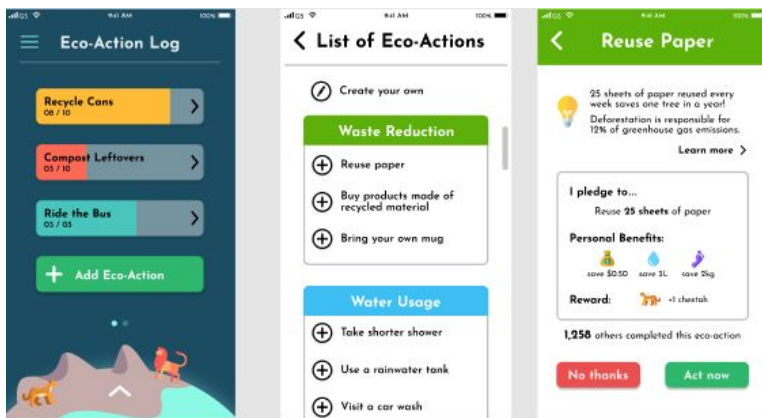 9:41 AM
100%
Eco-Action Log
Recycle Cans
08 / 10
Compost Leftovers
03 / 10
Ride the Bus
03 / 05
Add Eco-Action
9:41 AM
100%
List of Eco-Actions
Create your own
Waste Reduction
Reuse paper
Buy products made of
recycled material
Bring your own mug
Water Usage
Take shorter shower
Use a rainwater tank
Visit a car wash
9:41 AM
100%
Reuse Paper
25 sheets of paper reused every
week saves one tree in a year!
Deforestation is responsible for
12% of greenhouse gas emissions.
Learn more
I pledge to...
Reuse 25 sheets of paper
Personal Benefits:
save $0.50 save 3L save 2kg
Reward: +1 cheetah
1,258 others completed this eco-action
No thanks
Act now